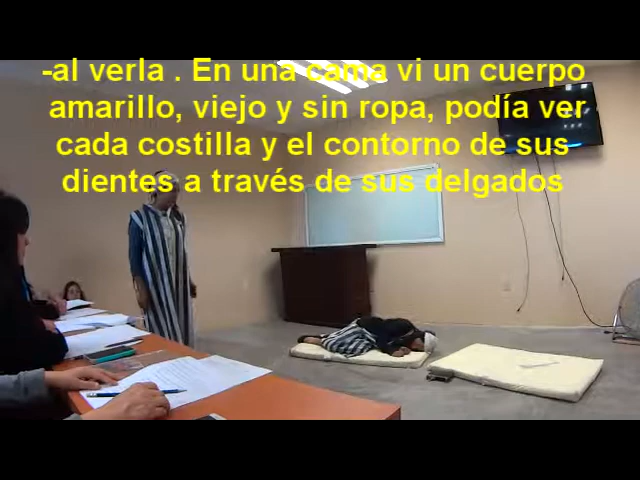 -al verla . En una cama vi un cuerpo
amarillo, viejo y sin ropa, podía ver
cada costilla y el contorno de sus
dientes a través de sus delgados